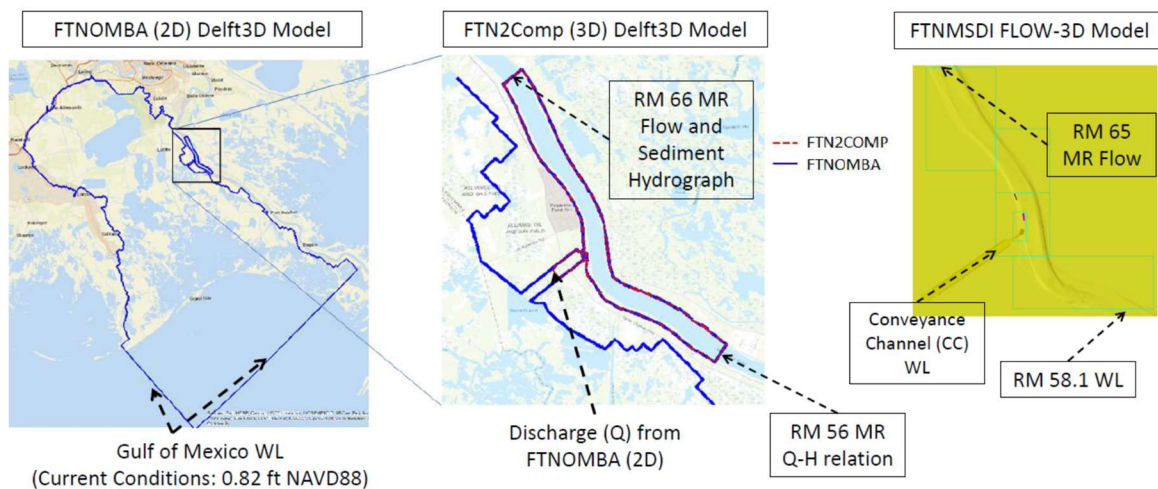 FTNOMBA (2D) Delft3D Model
FTN2Comp (3D) Delft3D Model
FTNMSDI FLOW-3D Model
RM 66 MR
Flow and
Sediment
Hydrograph
FTN2COMP
FTNOMBA
RM 65
MR Flow
Conveyance
Channel (CC)
WL
RM 58.1 WL
Gulf of Mexico WL
(Current Conditions: 0.82 ft NAVD88)
Discharge (Q) from
FTNOMBA (2D)
RM 56 MR
Q-H relation